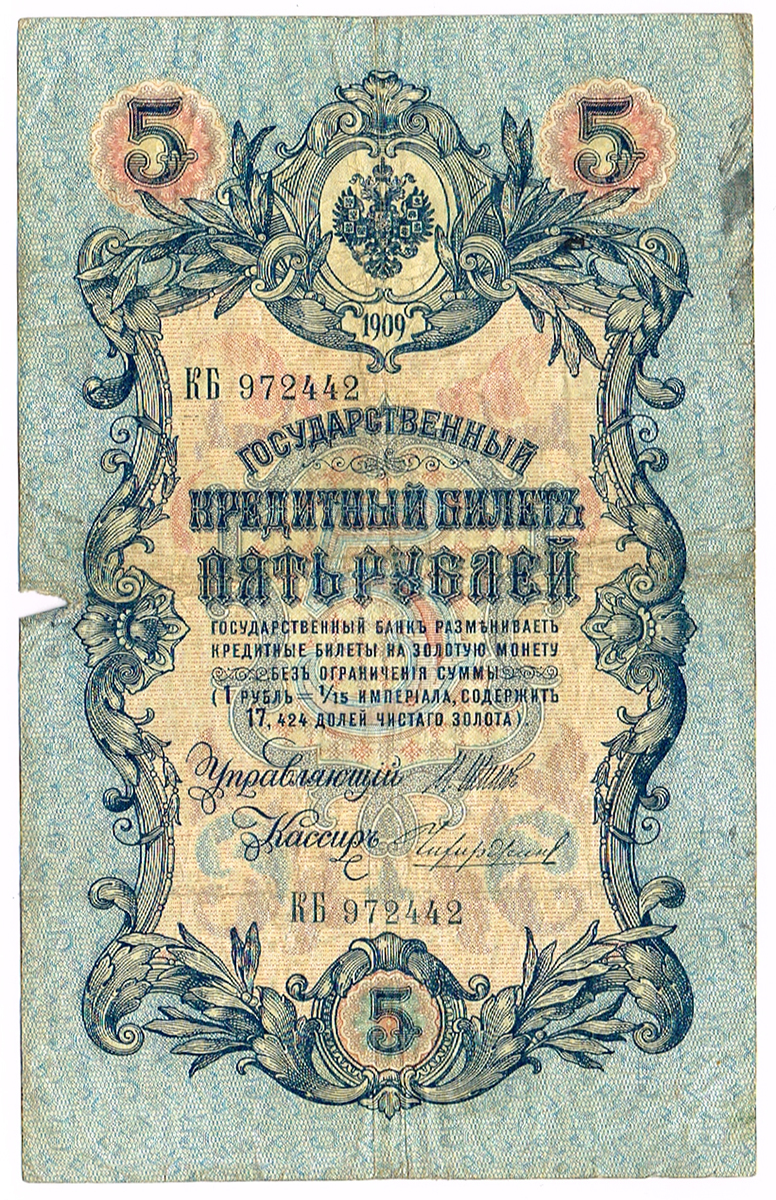 5 5
1909
КБ 972442
ГОСУДАРСТВЕННЫЙ
КРЕДИТНЫЙ БИЛЕТЪ
ПЯТЬ РУБЛЕЙ
ГОСУДАРСТВЕННЫЙ БАНКЪ РАЗМѢНИВАЕТЪ
КРЕДИТНЫЕ БИЛЕТЫ НА ЗОЛОТУЮ МОНЕТУ
БЕЗЪ ОГРАНИЧЕНІЯ СУММЫ
(1 РУБЛЬ = 1/15 ИМПЕРІАЛА, СОДЕРЖИТЪ
17, 424 ДОЛЕЙ ЧИСТАГО ЗОЛОТА)
Управляющій
Кассиръ
КБ 972442
5